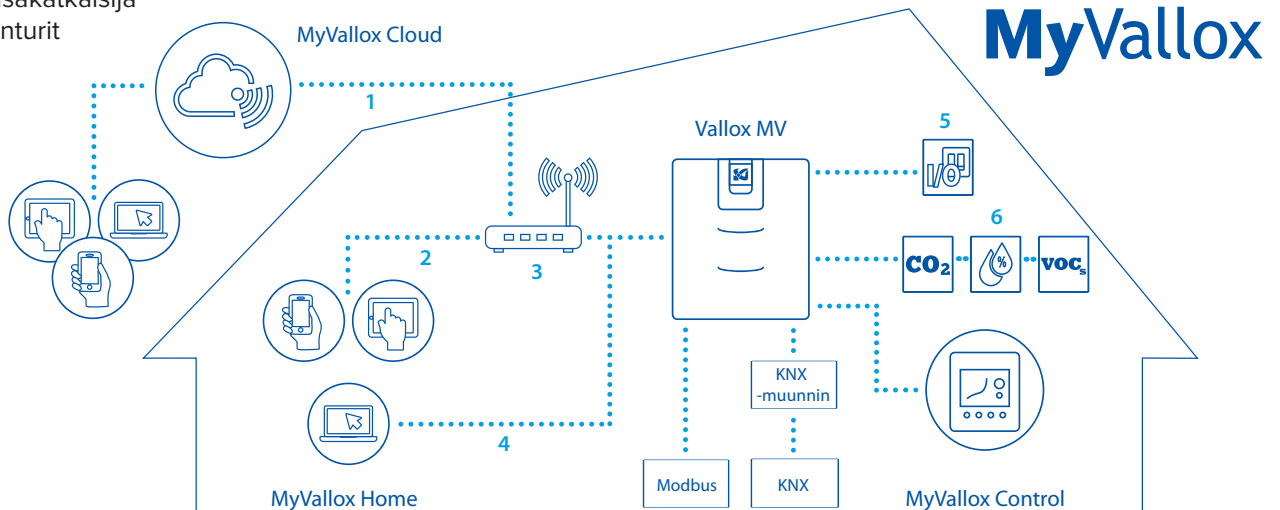 nturit
MyVallox Cloud
MyVallox
1
Vallox MV
5
I/O
6
2
3
CO₂
%
VOCs
KNX
-muunnin
4
Modbus
KNX
MyVallox Home
MyVallox Control